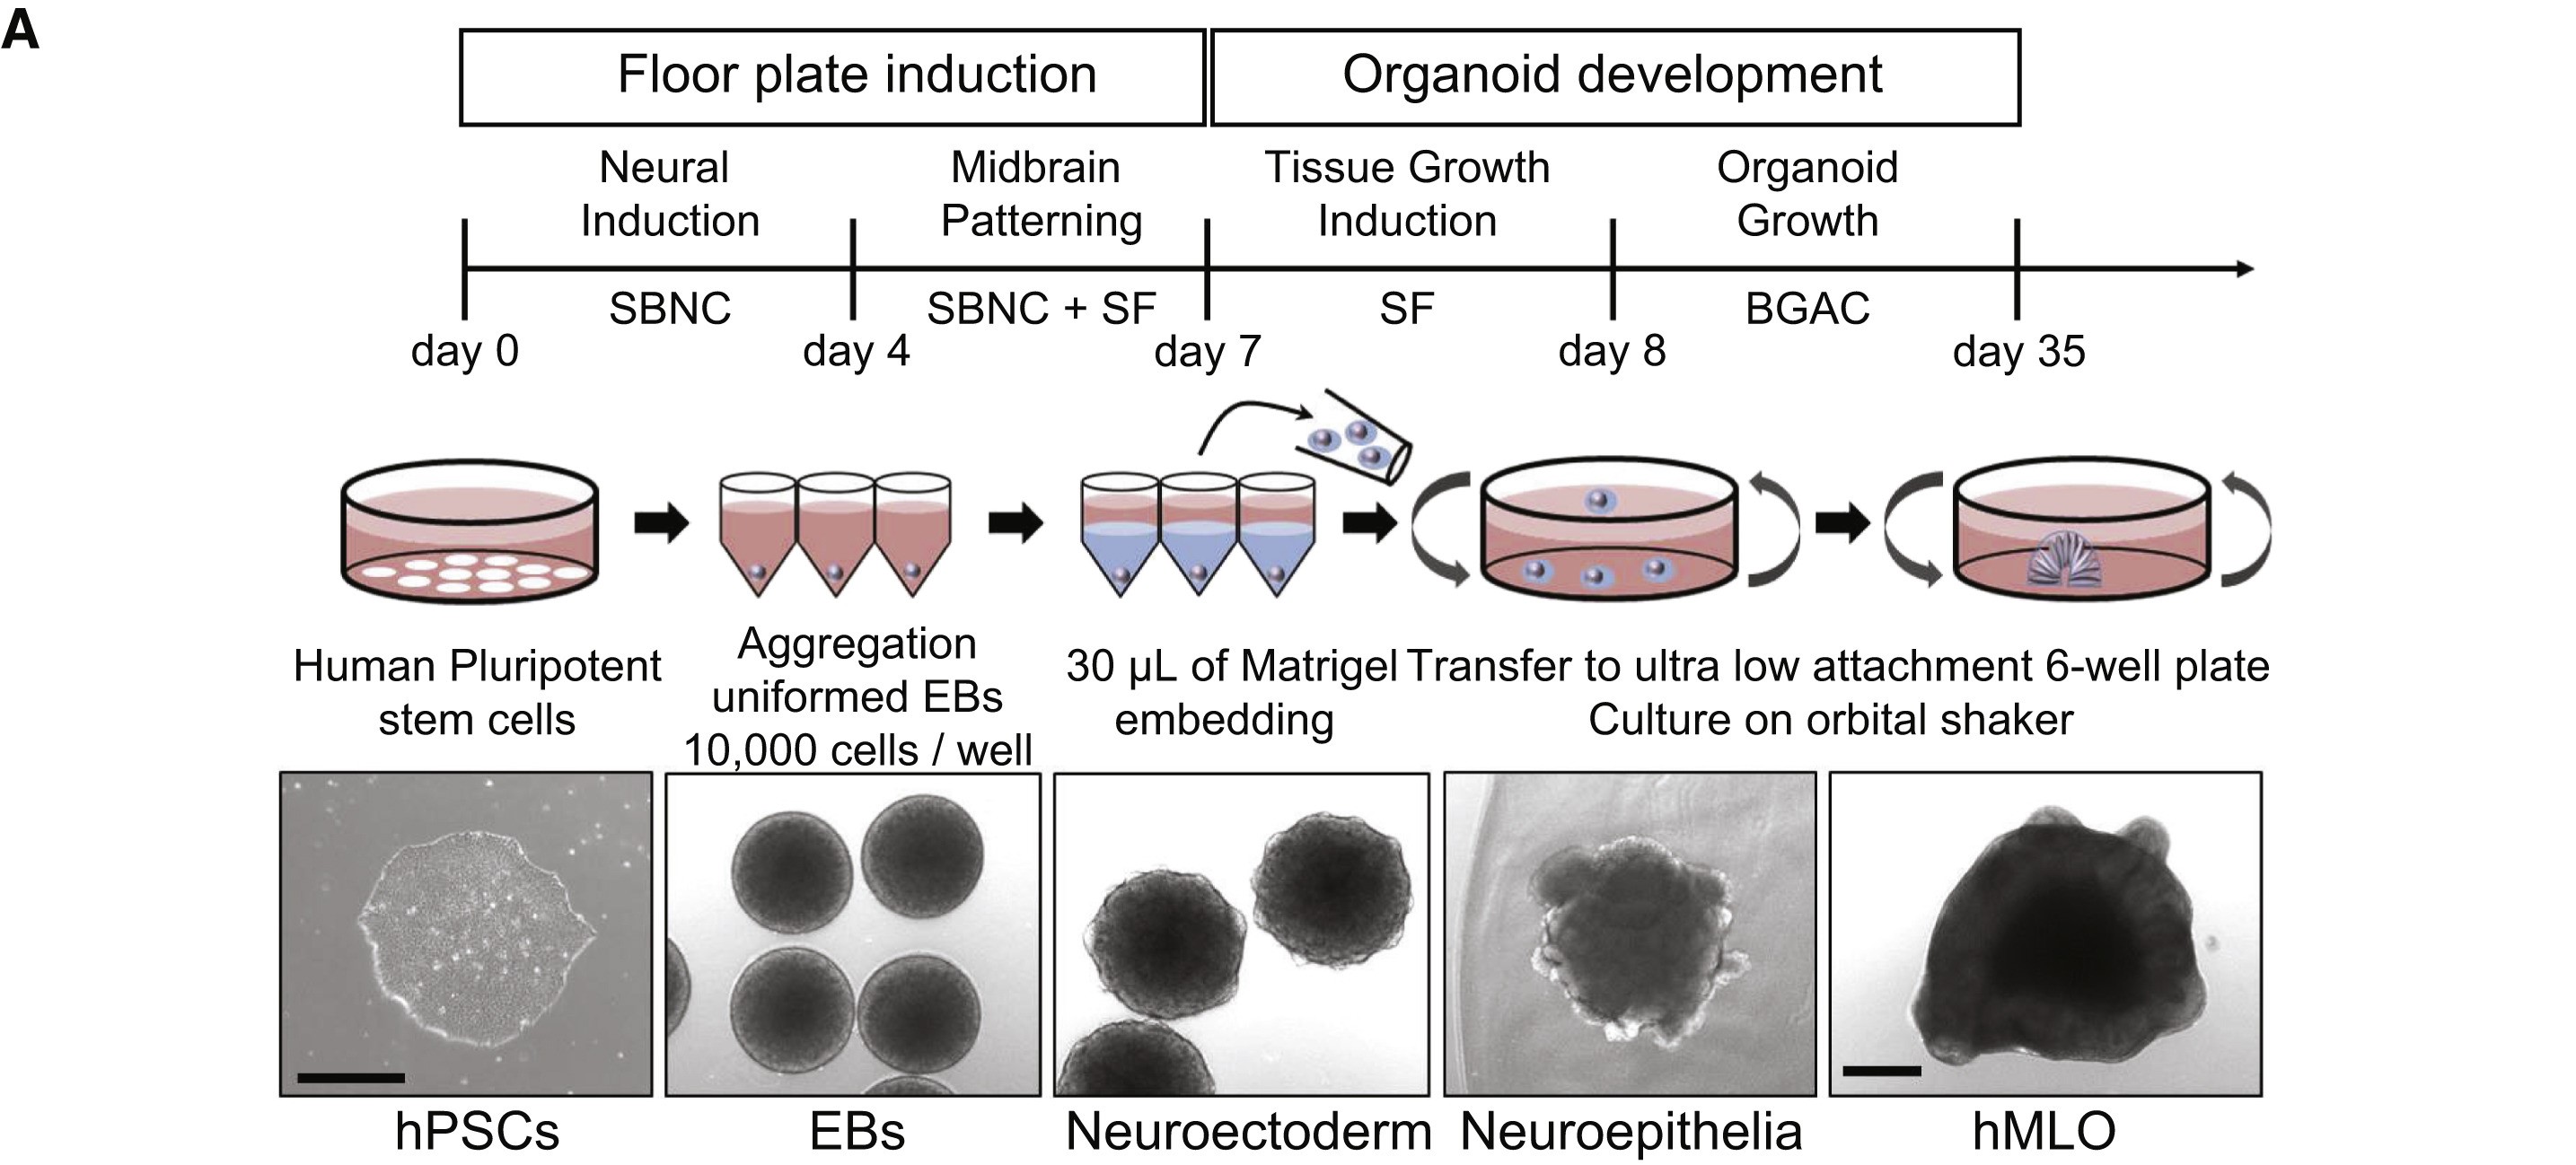 A
Floor plate induction
Organoid development
Neural
Induction
Midbrain
Patterning
Tissue Growth
Induction
Organoid
Growth
SBNC
SBNC + SF
SF
BGAC
day 0
day 4
day 7
day 8
day 35
Human Pluripotent
stem cells
Aggregation
uniformed EBs
10,000 cells / well
30 µL of Matrigel
embedding
Transfer to ultra low attachment 6-well plate
Culture on orbital shaker
hPSCs
EBs
Neuroectoderm
Neuroepithelia
hMLO